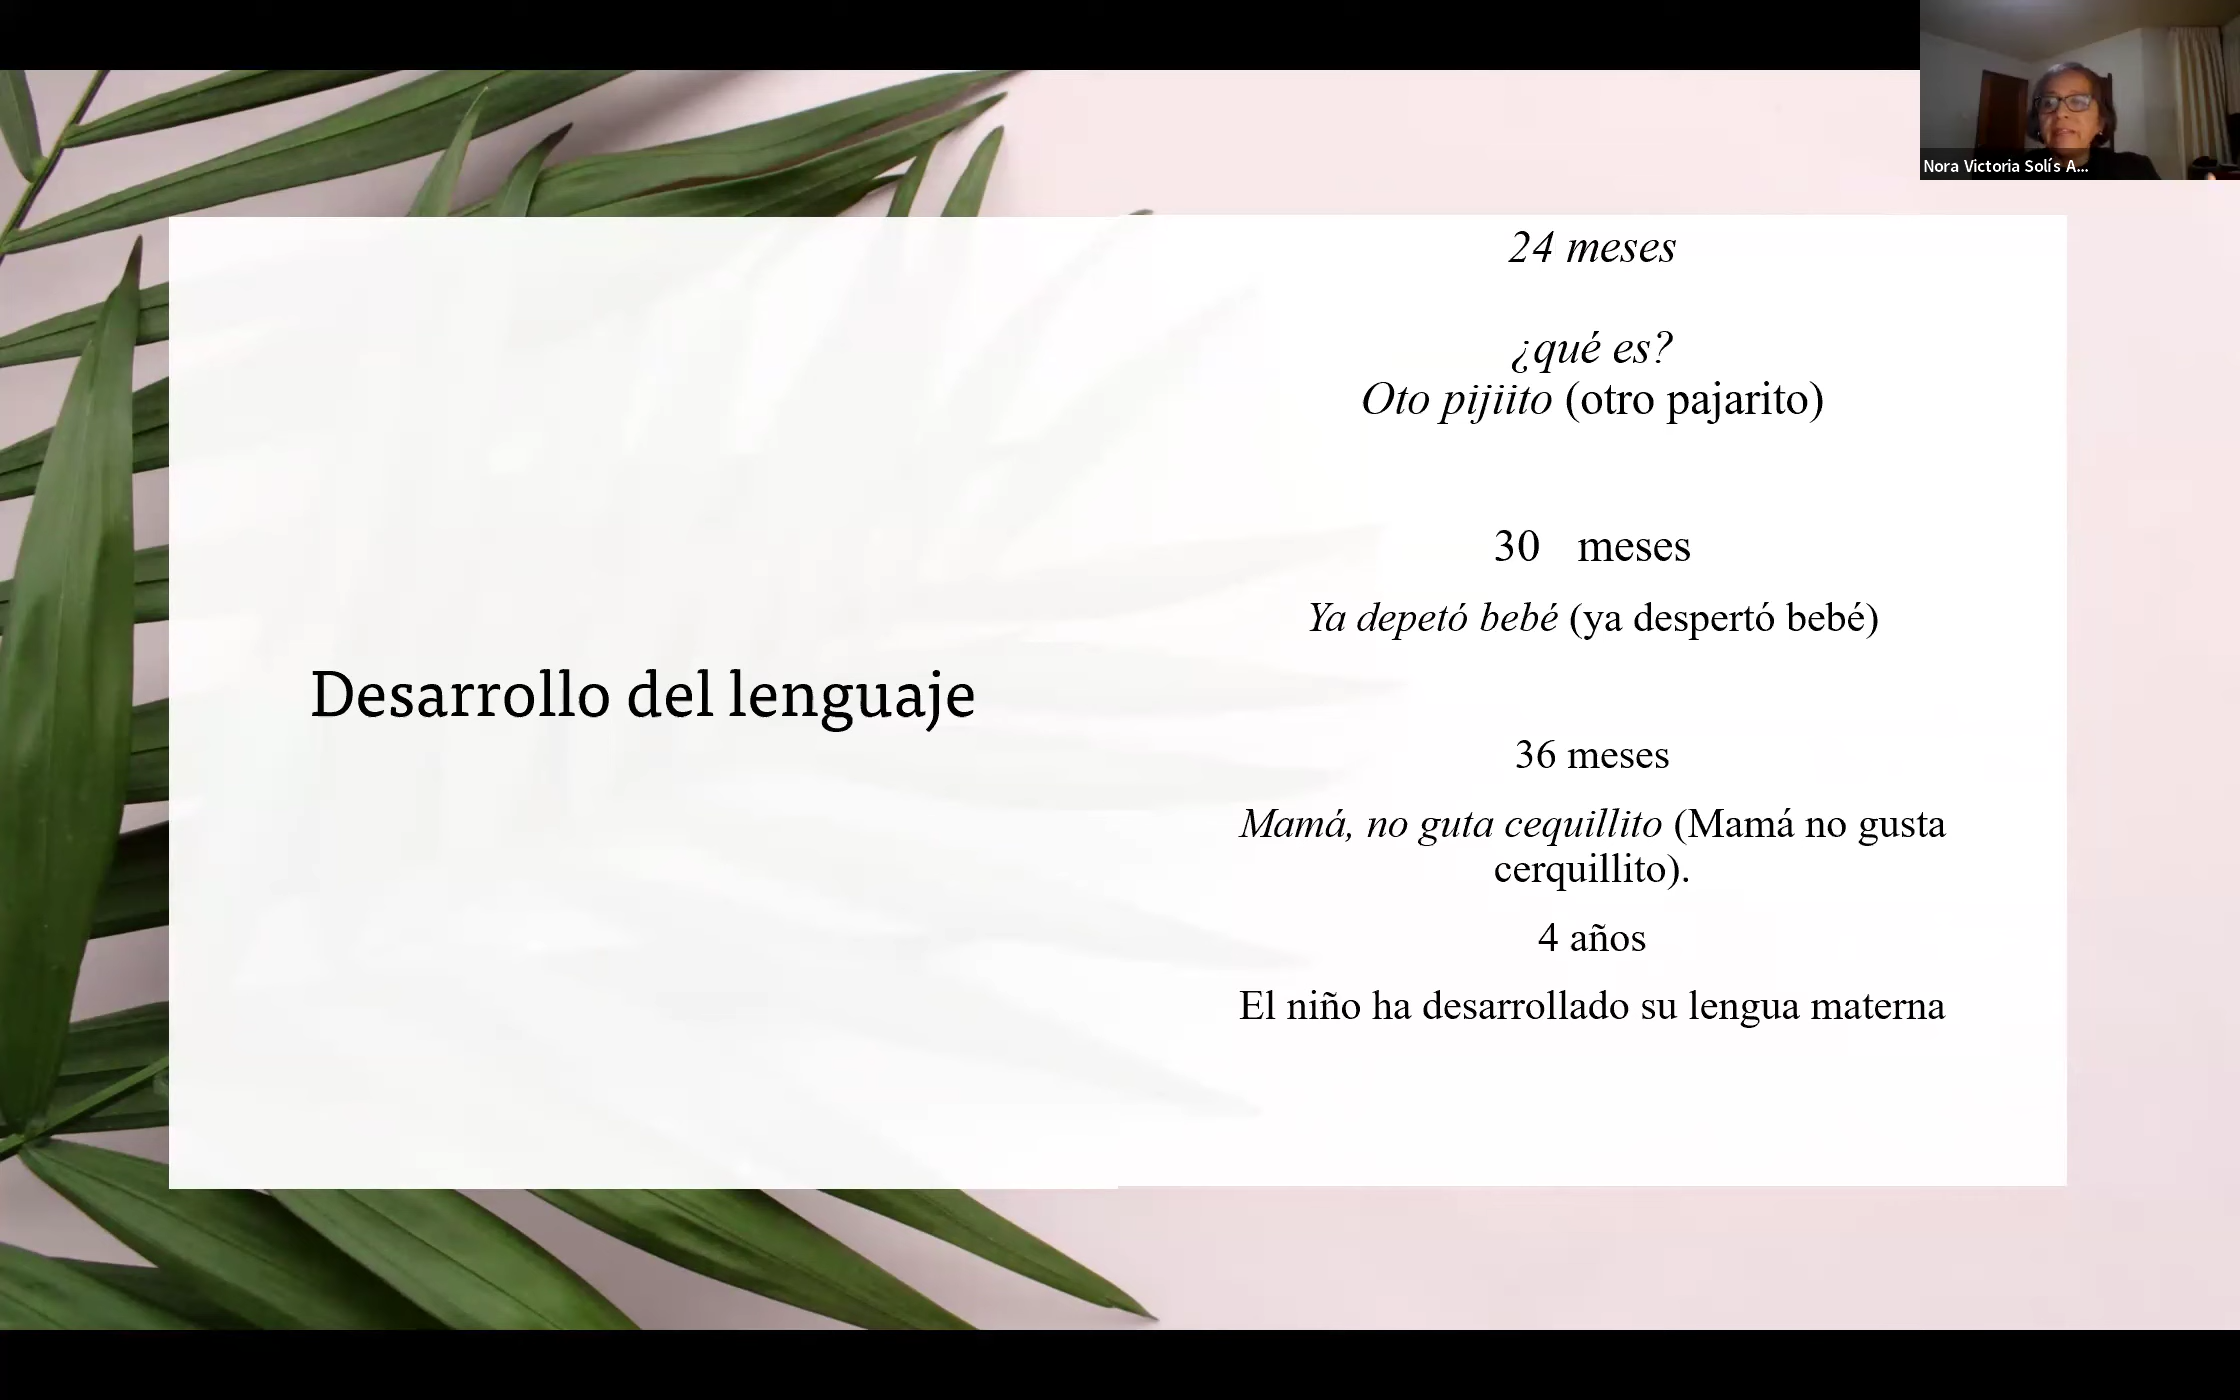 Nora Victoria Solís A...
Desarrollo del lenguaje
24 meses
¿qué es?
Oto pijiito (otro pajarito)
30 meses
Ya depetó bebé (ya despertó bebé)
36 meses
Mamá, no guta cequillito (Mamá no gusta
cerquillito).
4 años
El niño ha desarrollado su lengua materna